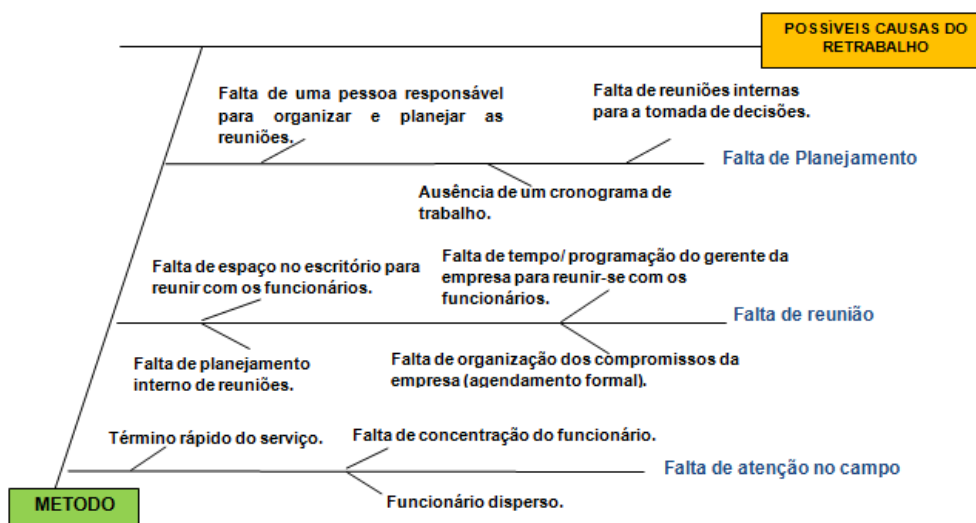 POSSÍVEIS CAUSAS DO
RETRABALHO
Falta de uma pessoa responsável
para organizar e planejar as
reuniões.
Falta de reuniões internas
para a tomada de decisões.
Falta de Planejamento
Ausência de um cronograma de
trabalho.
Falta de espaço no escritório para
reunir com os funcionários.
Falta de tempo/ programação do gerente da
empresa para reunir-se com os
funcionários.
Falta de reunião
Falta de planejamento
interno de reuniões.
Falta de organização dos compromissos da
empresa (agendamento formal).
Término rápido do serviço.
Falta de concentração do funcionário.
Falta de atenção no campo
Funcionário disperso.
METODO